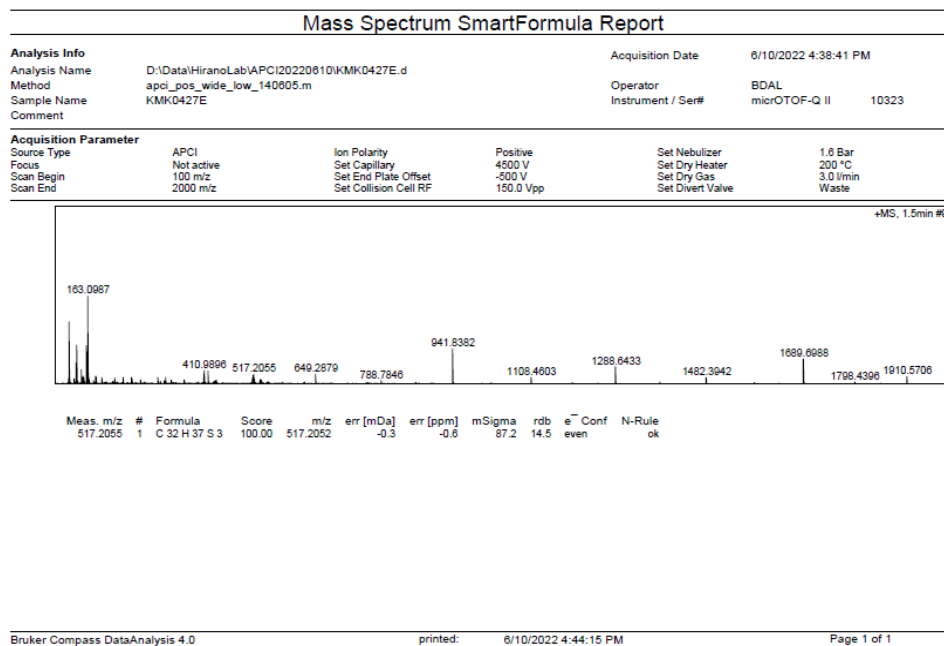 Mass Spectrum SmartFormula Report
Analysis Info
Acquisition Date 6/10/2022 4:38:41 PM
Analysis Name D:\Data\HiranoLab\APCI20220610\KMK0427E.d
Method apci_pos_wide_low_140605.m Operator BDAL
Sample Name KMK0427E Instrument / Ser# micrOTOF-Q II 10323
Comment
Acquisition Parameter
Source Type APCI Ion Polarity Positive Set Nebulizer 1.6 Bar
Focus Not active Set Capillary 4500 V Set Dry Heater 200 °C
Scan Begin 100 m/z Set End Plate Offset -500 V Set Dry Gas 3.0 l/min
Scan End 2000 m/z Set Collision Cell RF 150.0 Vpp Set Divert Valve Waste
+MS, 1.5min
163.0987
941.8382
1689.6988
1288.6433
410.9896 517.2055 649.2879
1108.4603 1482.3942 1910.5706
788.7846 1798.4396
Meas. m/z # Formula Score m/z err [mDa] err [ppm] mSigma rdb e¯ Conf N-Rule
517.2055 1 C 32 H 37 S 3 100.00 517.2052 -0.3 -0.6 87.2 14.5 even ok
Bruker Compass DataAnalysis 4.0 printed: 6/10/2022 4:44:15 PM Page 1 of 1